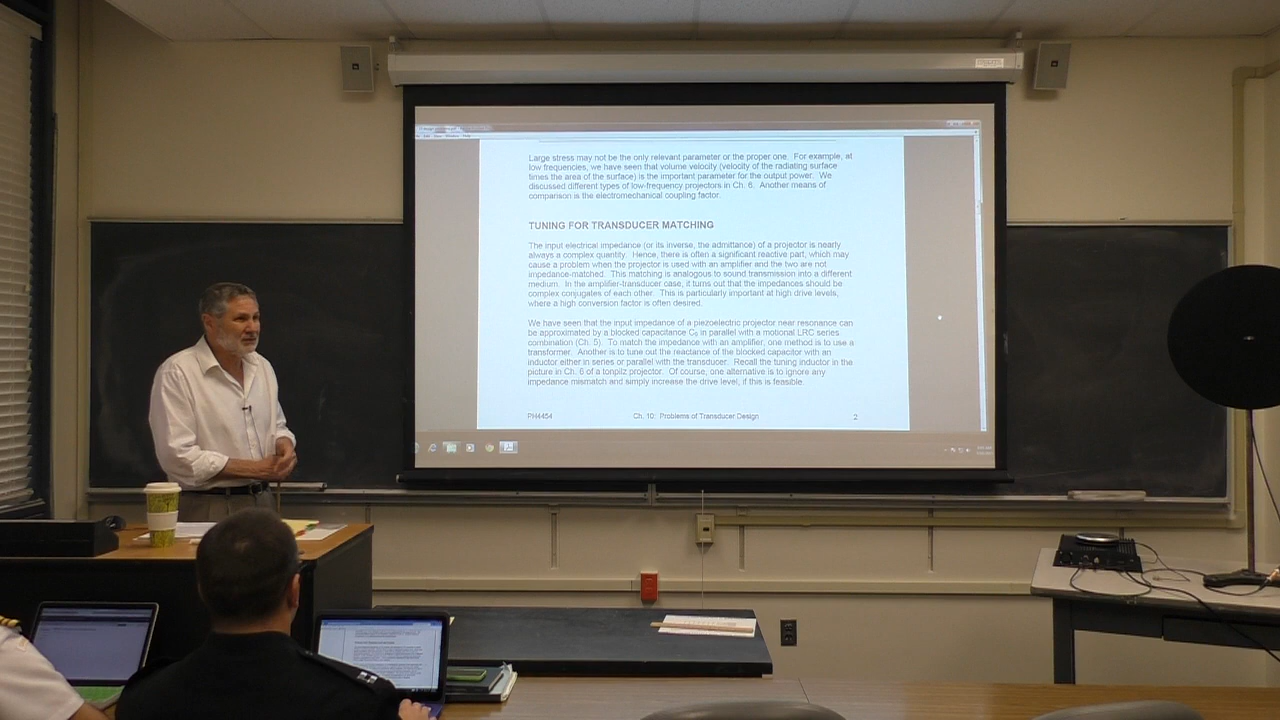 Large stress may not be the only relevant parameter or the proper one. For example, at
low frequencies, we have seen that volume velocity (velocity of the radiating surface
times the area of the surface) is the important parameter for the output power. We
discussed different types of low-frequency projectors in Ch. 6. Another means of
comparison is the electromechanical coupling factor.
TUNING FOR TRANSDUCER MATCHING
The input electrical impedance (or its inverse, the admittance) of a projector is nearly
always a complex quantity. Hence, there is often a significant reactive part, which may
cause a problem when the projector is used with an amplifier and the two are not
impedance-matched. This matching is analogous to sound transmission into a different
medium. In the amplifier-transducer case, it turns out that the impedances should be
complex conjugates of each other. This is particularly important at high drive levels,
where a high conversion factor is often desired.
We have seen that the input impedance of a piezoelectric projector near resonance can
be approximated by a blocked capacitance C₀ in parallel with a motional LRC series
combination (Ch. 5). To match the impedance with an amplifier, one method is to use a
transformer. Another is to tune out the reactance of the blocked capacitor with an
inductor either in series or parallel with the transducer. Recall the tuning inductor in the
picture in Ch. 6 of a tonpilz projector. Of course, one alternative is to ignore any
impedance mismatch and simply increase the drive level, if this is feasible.
PH4454 Ch. 10: Problems of Transducer Design 2